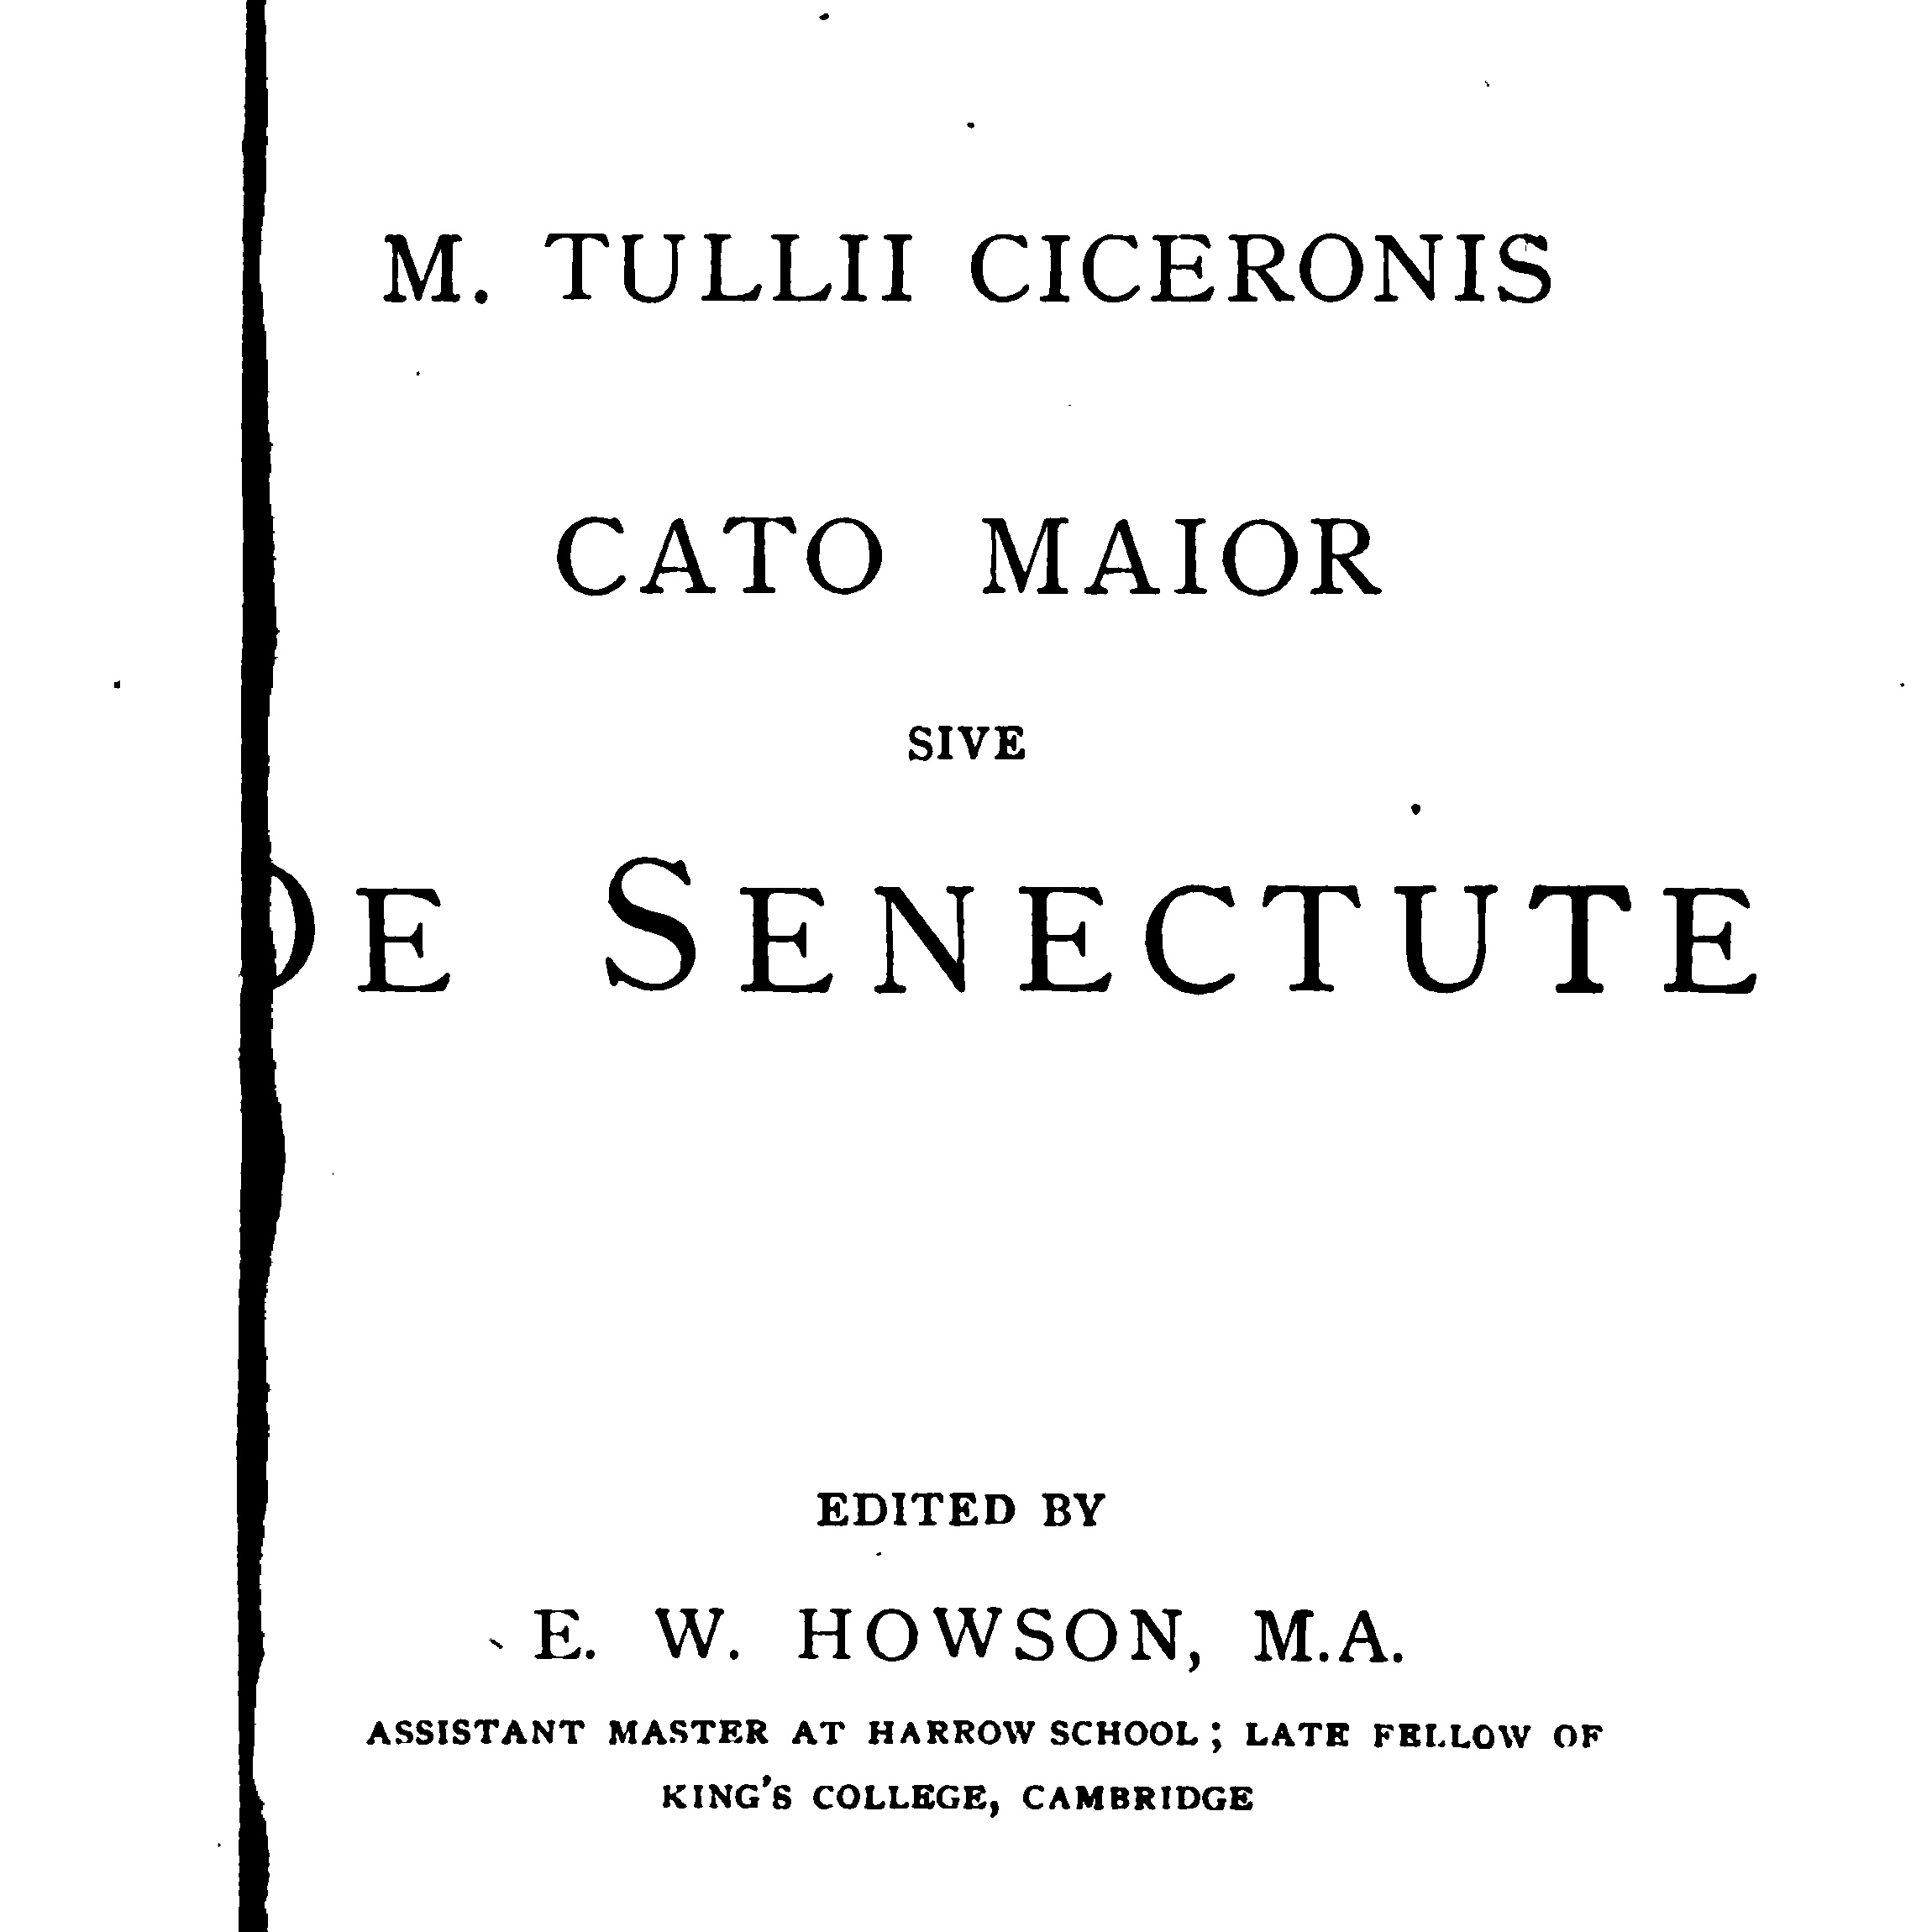 M. TULLII CICERONIS
CATO MAIOR
SIVE
DE SENECTUTE
EDITED BY
E. W. HOWSON, M.A.
ASSISTANT MASTER AT HARROW SCHOOL; LATE FELLOW OF
KING'S COLLEGE, CAMBRIDGE